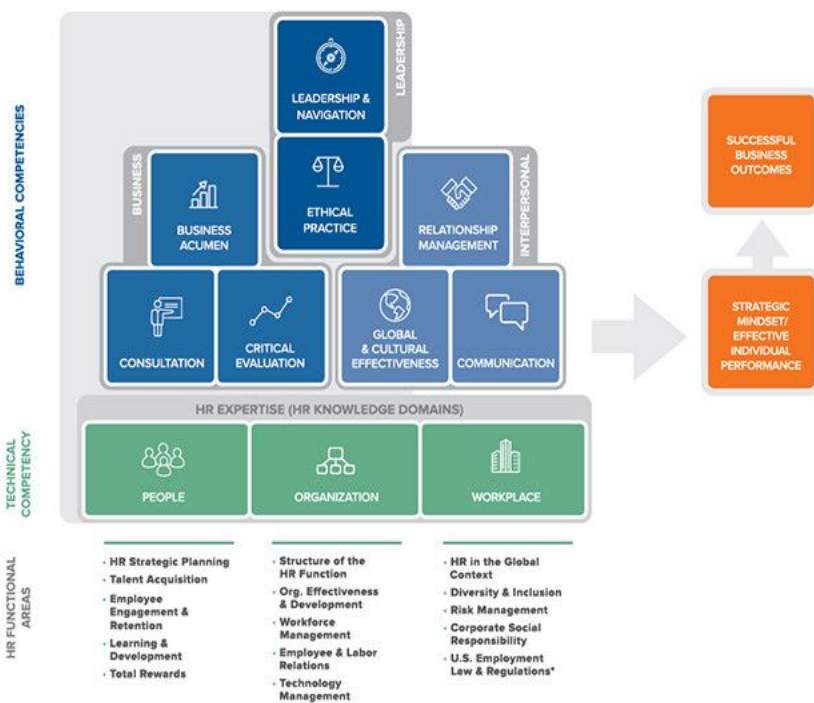 BEHAVIORAL COMPETENCIES
LEADERSHIP
LEADERSHIP &
NAVIGATION
ETHICAL
PRACTICE
BUSINESS
BUSINESS
ACUMEN
CONSULTATION
CRITICAL
EVALUATION
INTERPERSONAL
RELATIONSHIP
MANAGEMENT
GLOBAL
& CULTURAL
EFFECTIVENESS
COMMUNICATION
SUCCESSFUL
BUSINESS
OUTCOMES
STRATEGIC
MINDSET/
EFFECTIVE
INDIVIDUAL
PERFORMANCE
TECHNICAL
COMPETENCY
HR EXPERTISE (HR KNOWLEDGE DOMAINS)
PEOPLE
ORGANIZATION
WORKPLACE
HR FUNCTIONAL
AREAS
• HR Strategic Planning
• Talent Acquisition
• Employee
Engagement &
Retention
• Learning &
Development
• Total Rewards
• Structure of the
HR Function
• Org. Effectiveness
& Development
• Workforce
Management
• Employee & Labor
Relations
• Technology
Management
• HR in the Global
Context
• Diversity & Inclusion
• Risk Management
• Corporate Social
Responsibility
• U.S. Employment
Law & Regulations*